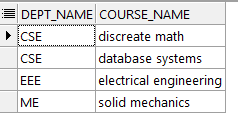 DEPT_NAME COURSE_NAME
CSE discreate math
CSE database systems
EEE electrical engineering
ME solid mechanics